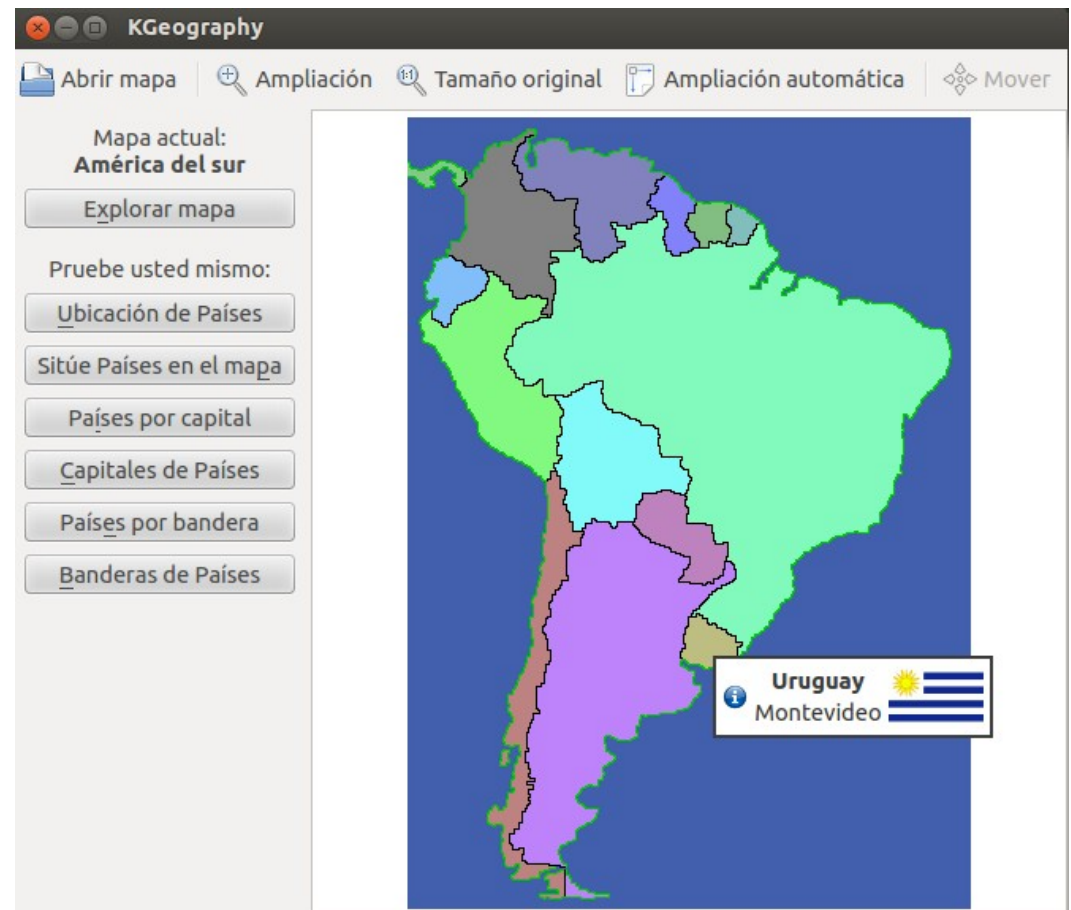 KGeography
Abrir mapa Ampliación 1:1 Tamaño original Ampliación automática Mover
Mapa actual:
América del sur
Explorar mapa
Pruebe usted mismo:
Ubicación de Países
Sitúe Países en el mapa
Países por capital
Capitales de Países
Países por bandera
Banderas de Países
Uruguay
Montevideo